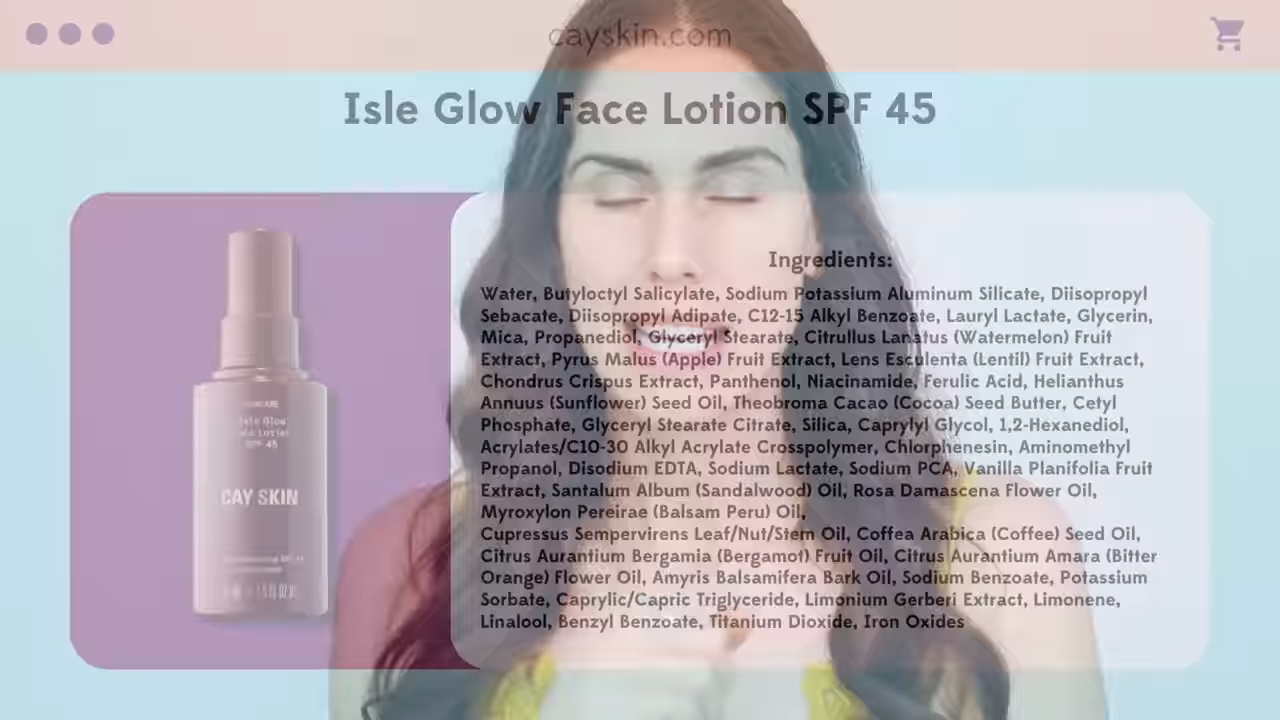 cayskin.com
Isle Glow Face Lotion SPF 45
Isle Glow
SPF 45
CAY SKIN
Ingredients:
Water, Butyloctyl Salicylate, Sodium Potassium Aluminum Silicate, Diisopropyl
Sebacate, Diisopropyl Adipate, C12-15 Alkyl Benzoate, Lauryl Lactate, Glycerin,
Mica, Propanediol, Glyceryl Stearate, Citrullus Lanatus (Watermelon) Fruit
Extract, Pyrus Malus (Apple) Fruit Extract, Lens Esculenta (Lentil) Fruit Extract,
Chondrus Crispus Extract, Panthenol, Niacinamide, Ferulic Acid, Helianthus
Annuus (Sunflower) Seed Oil, Theobroma Cacao (Cocoa) Seed Butter, Cetyl
Phosphate, Glyceryl Stearate Citrate, Silica, Caprylyl Glycol, 1,2-Hexanediol,
Acrylates/C10-30 Alkyl Acrylate Crosspolymer, Chlorphenesin, Aminomethyl
Propanol, Disodium EDTA, Sodium Lactate, Sodium PCA, Vanilla Planifolia Fruit
Extract, Santalum Album (Sandalwood) Oil, Rosa Damascena Flower Oil,
Myroxylon Pereirae (Balsam Peru) Oil,
Cupressus Sempervirens Leaf/Nut/Stem Oil, Coffea Arabica (Coffee) Seed Oil,
Citrus Aurantium Bergamia (Bergamot) Fruit Oil, Citrus Aurantium Amara (Bitter
Orange) Flower Oil, Amyris Balsamifera Bark Oil, Sodium Benzoate, Potassium
Sorbate, Caprylic/Capric Triglyceride, Limonium Gerberi Extract, Limonene,
Linalool, Benzyl Benzoate, Titanium Dioxide, Iron Oxides